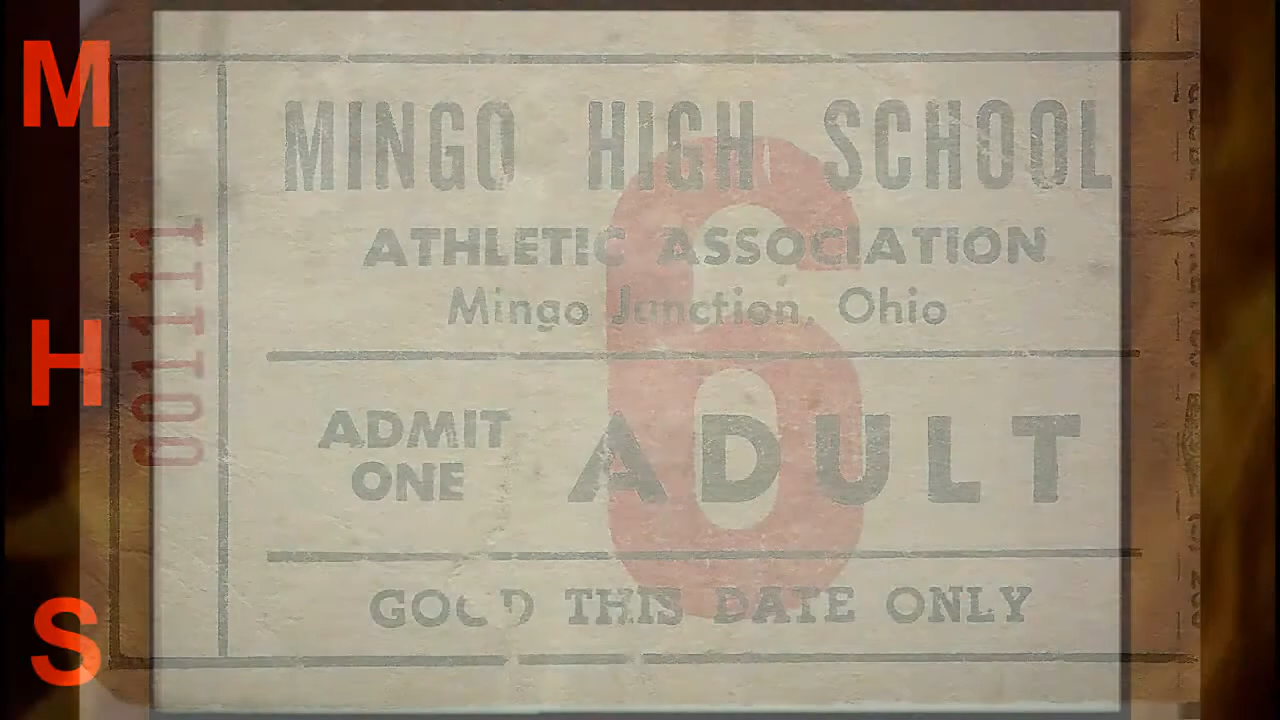 M
H
S
001111
MINGO HIGH SCHOOL
ATHLETIC ASSOCIATION
Mingo Junction, Ohio
6
ADMIT
ONE
ADULT
GOOD THIS DATE ONLY